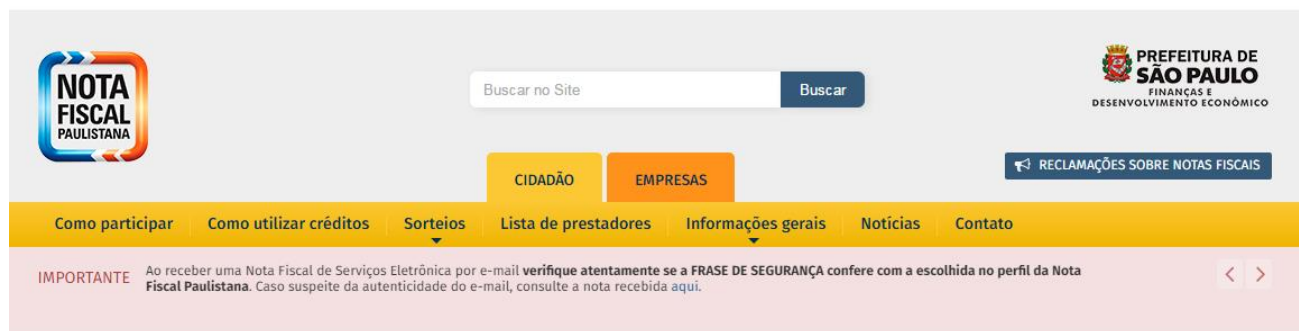 NOTA
FISCAL
PAULISTANA
Buscar no Site
Buscar
PREFEITURA DE
SÃO PAULO
FINANÇAS E
DESENVOLVIMENTO ECONÔMICO
CIDADÃO
EMPRESAS
RECLAMAÇÕES SOBRE NOTAS FISCAIS
Como participar Como utilizar créditos Sorteios Lista de prestadores Informações gerais Notícias Contato
IMPORTANTE
Ao receber uma Nota Fiscal de Serviços Eletrônica por e-mail verifique atentamente se a FRASE DE SEGURANÇA confere com a escolhida no perfil da Nota
Fiscal Paulistana. Caso suspeite da autenticidade do e-mail, consulte a nota recebida aqui.